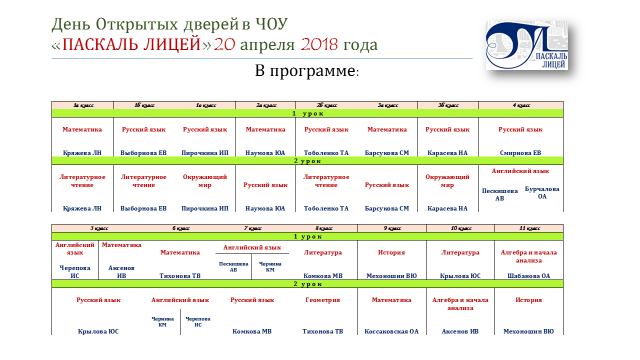 День Открытых дверей в ЧОУ
«ПАСКАЛЬ ЛИЦЕЙ» 20 апреля 2018 года
ПАСКАЛЬ
ЛИЦЕЙ
В программе:
1а класс 1б класс 1в класс 2а класс 2б класс 3а класс 3б класс 4 класс
1 урок
Математика Русский язык Русский язык Математика Русский язык Математика Русский язык Русский язык
Кряжева ЛН Выборнова ЕВ Пирочкина ИП Наумова ЮА Тоболенко ТА Барсукова СМ Карасева НА Смирнова ЕВ
2 урок
Литературное чтение Литературное чтение Окружающий мир Русский язык Литературное чтение Русский язык Окружающий мир Английский язык
Пескишева АВ Бурчалова ОА
Кряжева ЛН Выборнова ЕВ Пирочкина ИП Наумова ЮА Тоболенко ТА Барсукова СМ Карасева НА
5 класс 6 класс 7 класс 8 класс 9 класс 10 класс 11 класс
1 урок
Английский язык Математика Математика Английский язык Литература История Литература Алгебра и начала анализа
Черепова ИС Аксенов ИВ Тихонова ТВ Пескишева АВ КМ Комкова МВ Мехоношин ВЮ Крылова ЮС Шабанова ОА
2 урок
Русский язык Английский язык Русский язык Геометрия Математика Алгебра и начала анализа История
КМ Черепова ИС
Крылова ЮС Комкова МВ Тихонова ТВ Коссаковская ОА Аксенов ИВ Мехоношин ВЮ